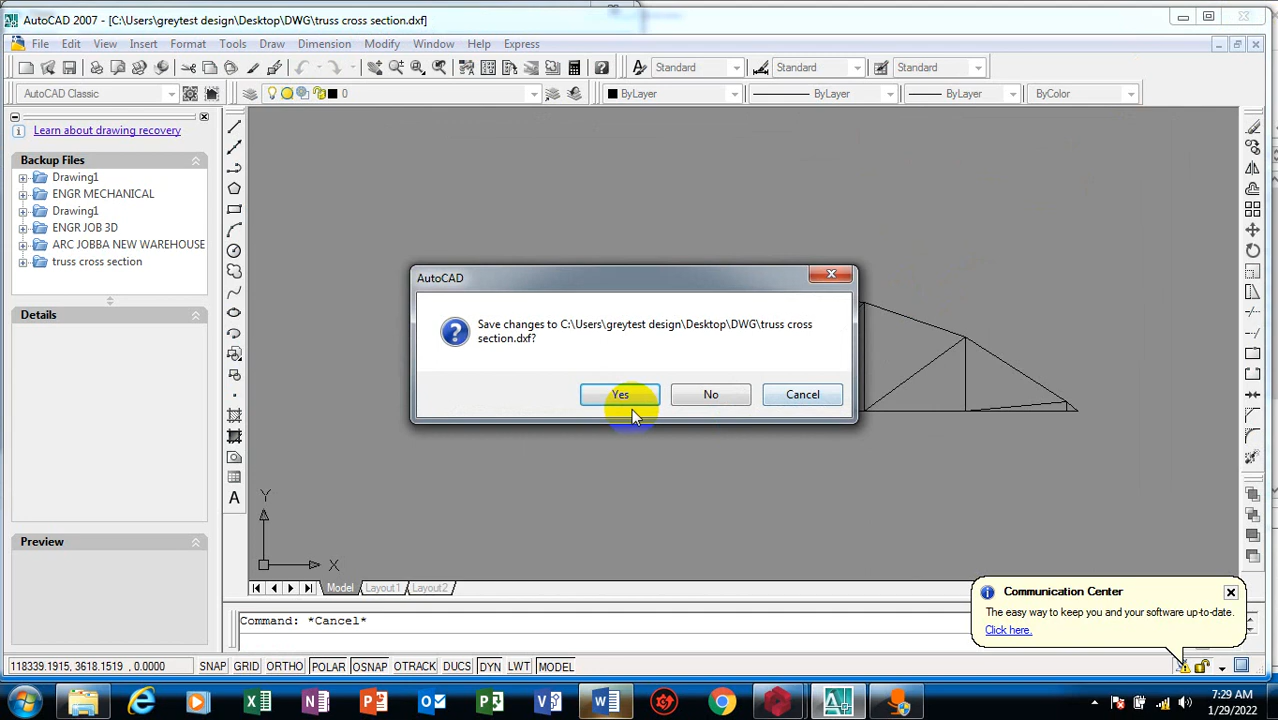 AutoCAD 2007 - [C:\Users\greytest design\Desktop\DWG\truss cross section.dxf]
File Edit View Insert Format Tools Draw Dimension Modify Window Help Express
Standard Standard Standard
AutoCAD Classic 0 ByLayer ByLayer ByLayer ByColor
Learn about drawing recovery
Backup Files
Drawing1
ENGR MECHANICAL
Drawing1
ENGR JOB 3D
ARC JOBBA NEW WAREHOUSE
truss cross section
Details
Preview
AutoCAD
Save changes to C:\Users\greytest design\Desktop\DWG\truss cross
section.dxf?
Yes No Cancel
Y
X
Model Layout1 Layout2
Command: *Cancel*
Communication Center
The easy way to keep you and your software up-to-date.
Click here.
118339.1915, 3618.1519 , 0.0000 SNAP GRID ORTHO POLAR OSNAP OTRACK DUCS DYN LWT MODEL
7:29 AM
1/29/2022